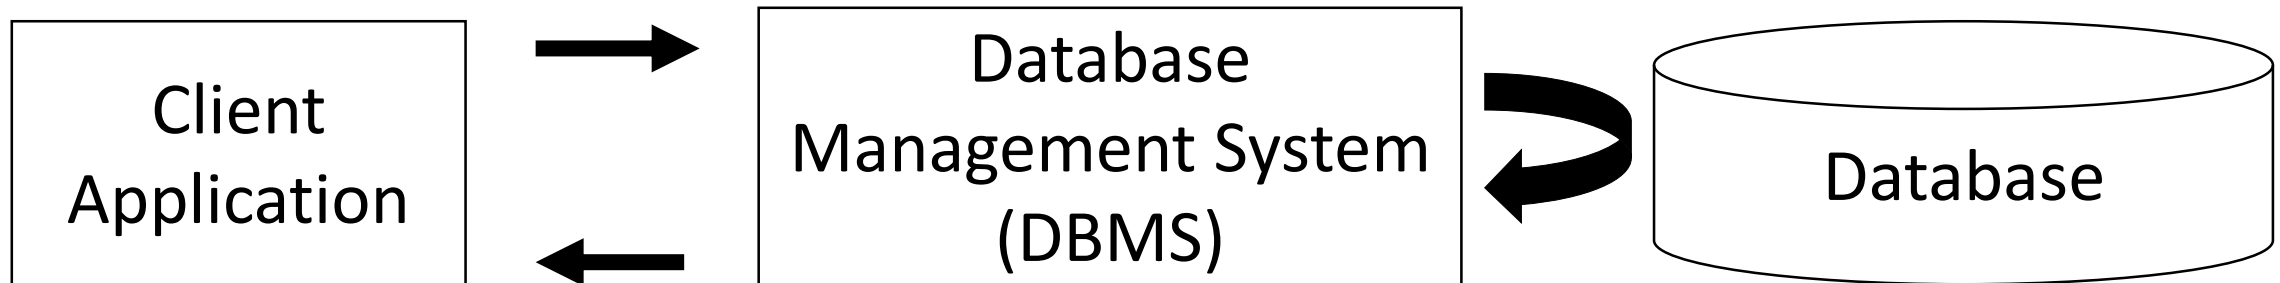 Client
Application
Database
Management System
(DBMS)
Database